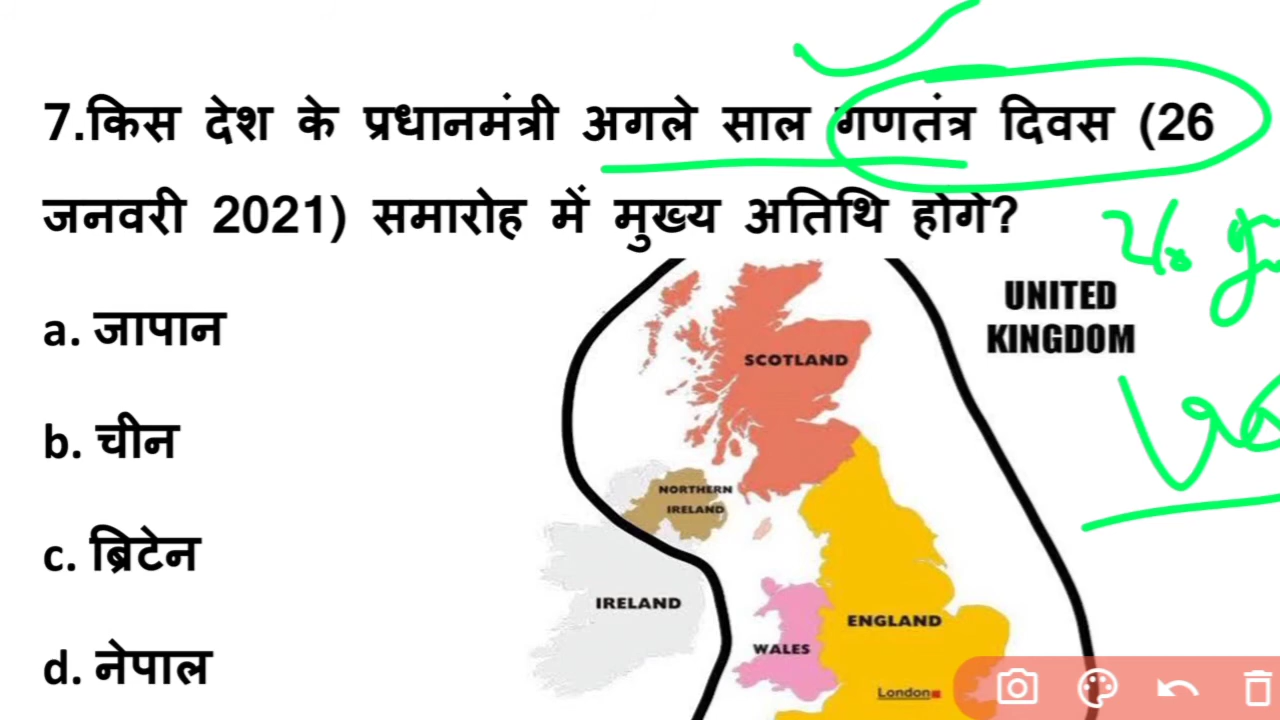 7.किस देश के प्रधानमंत्री अगले साल गणतंत्र दिवस (26
जनवरी 2021) समारोह में मुख्य अतिथि होगे?
UNITED
KINGDOM
a. जापान
SCOTLAND
b. चीन
NORTHERN
IRELAND
c. ब्रिटेन
IRELAND
ENGLAND
WALES
d. नेपाल
London